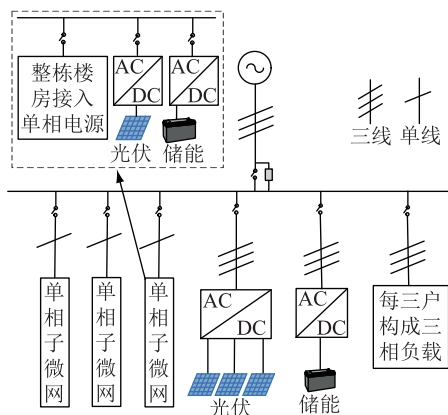 整栋楼
房接入
单相电源
AC
DC
AC
DC
光伏
储能
三线
单线
单相子微网
单相子微网
单相子微网
AC
DC
光伏
AC
DC
储能
每三户
构成三
相负载